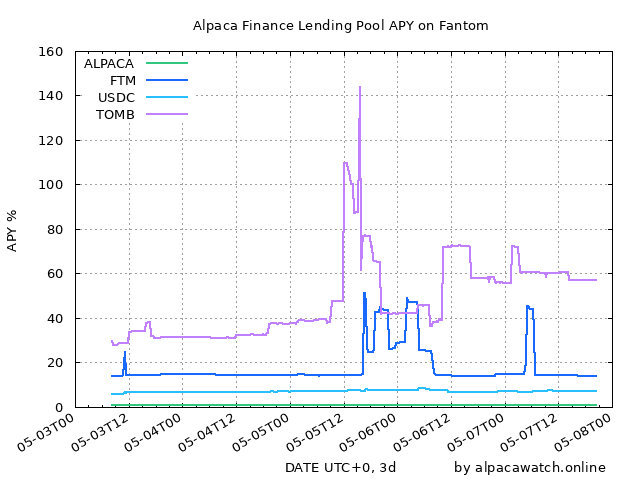 Alpaca Finance Lending Pool APY on Fantom
160
140
120
100
80
60
40
20
0
APY %
ALPACA
FTM
USDC
TOMB
05-03T00
05-03T12
05-04T00
05-04T12
05-05T00
05-05T12
05-06T00
05-06T12
05-07T00
05-07T12
05-08T00
DATE UTC+0, 3d
by alpacawatch.online